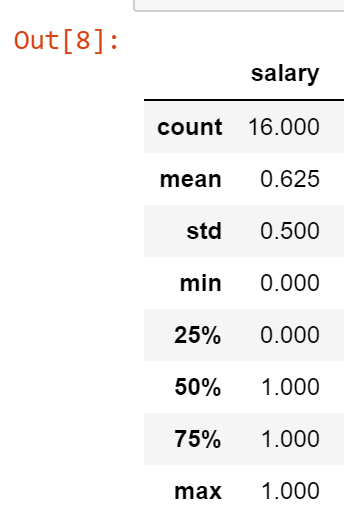 Out[8]:
salary
count 16.000
mean 0.625
std 0.500
min 0.000
25% 0.000
50% 1.000
75% 1.000
max 1.000